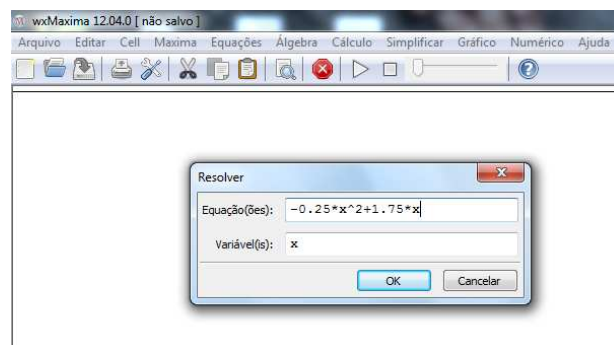 wxMaxima 12.04.0 [ não salvo ]
Arquivo Editar Cell Maxima Equações Álgebra Cálculo Simplificar Gráfico Numérico Ajuda
Resolver
Equação(ões): -0.25*x^2+1.75*x
Variável(is): x
OK Cancelar